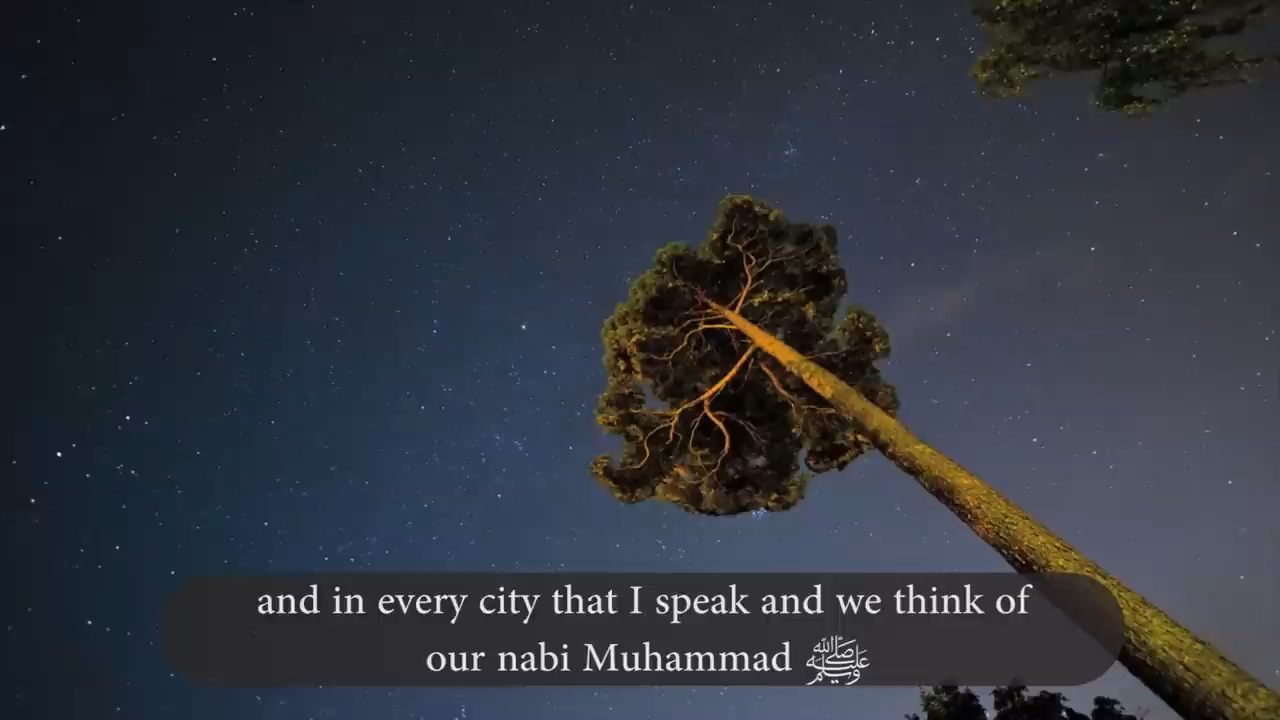 and in every city that I speak and we think of
our nabi Muhammad ﷺ